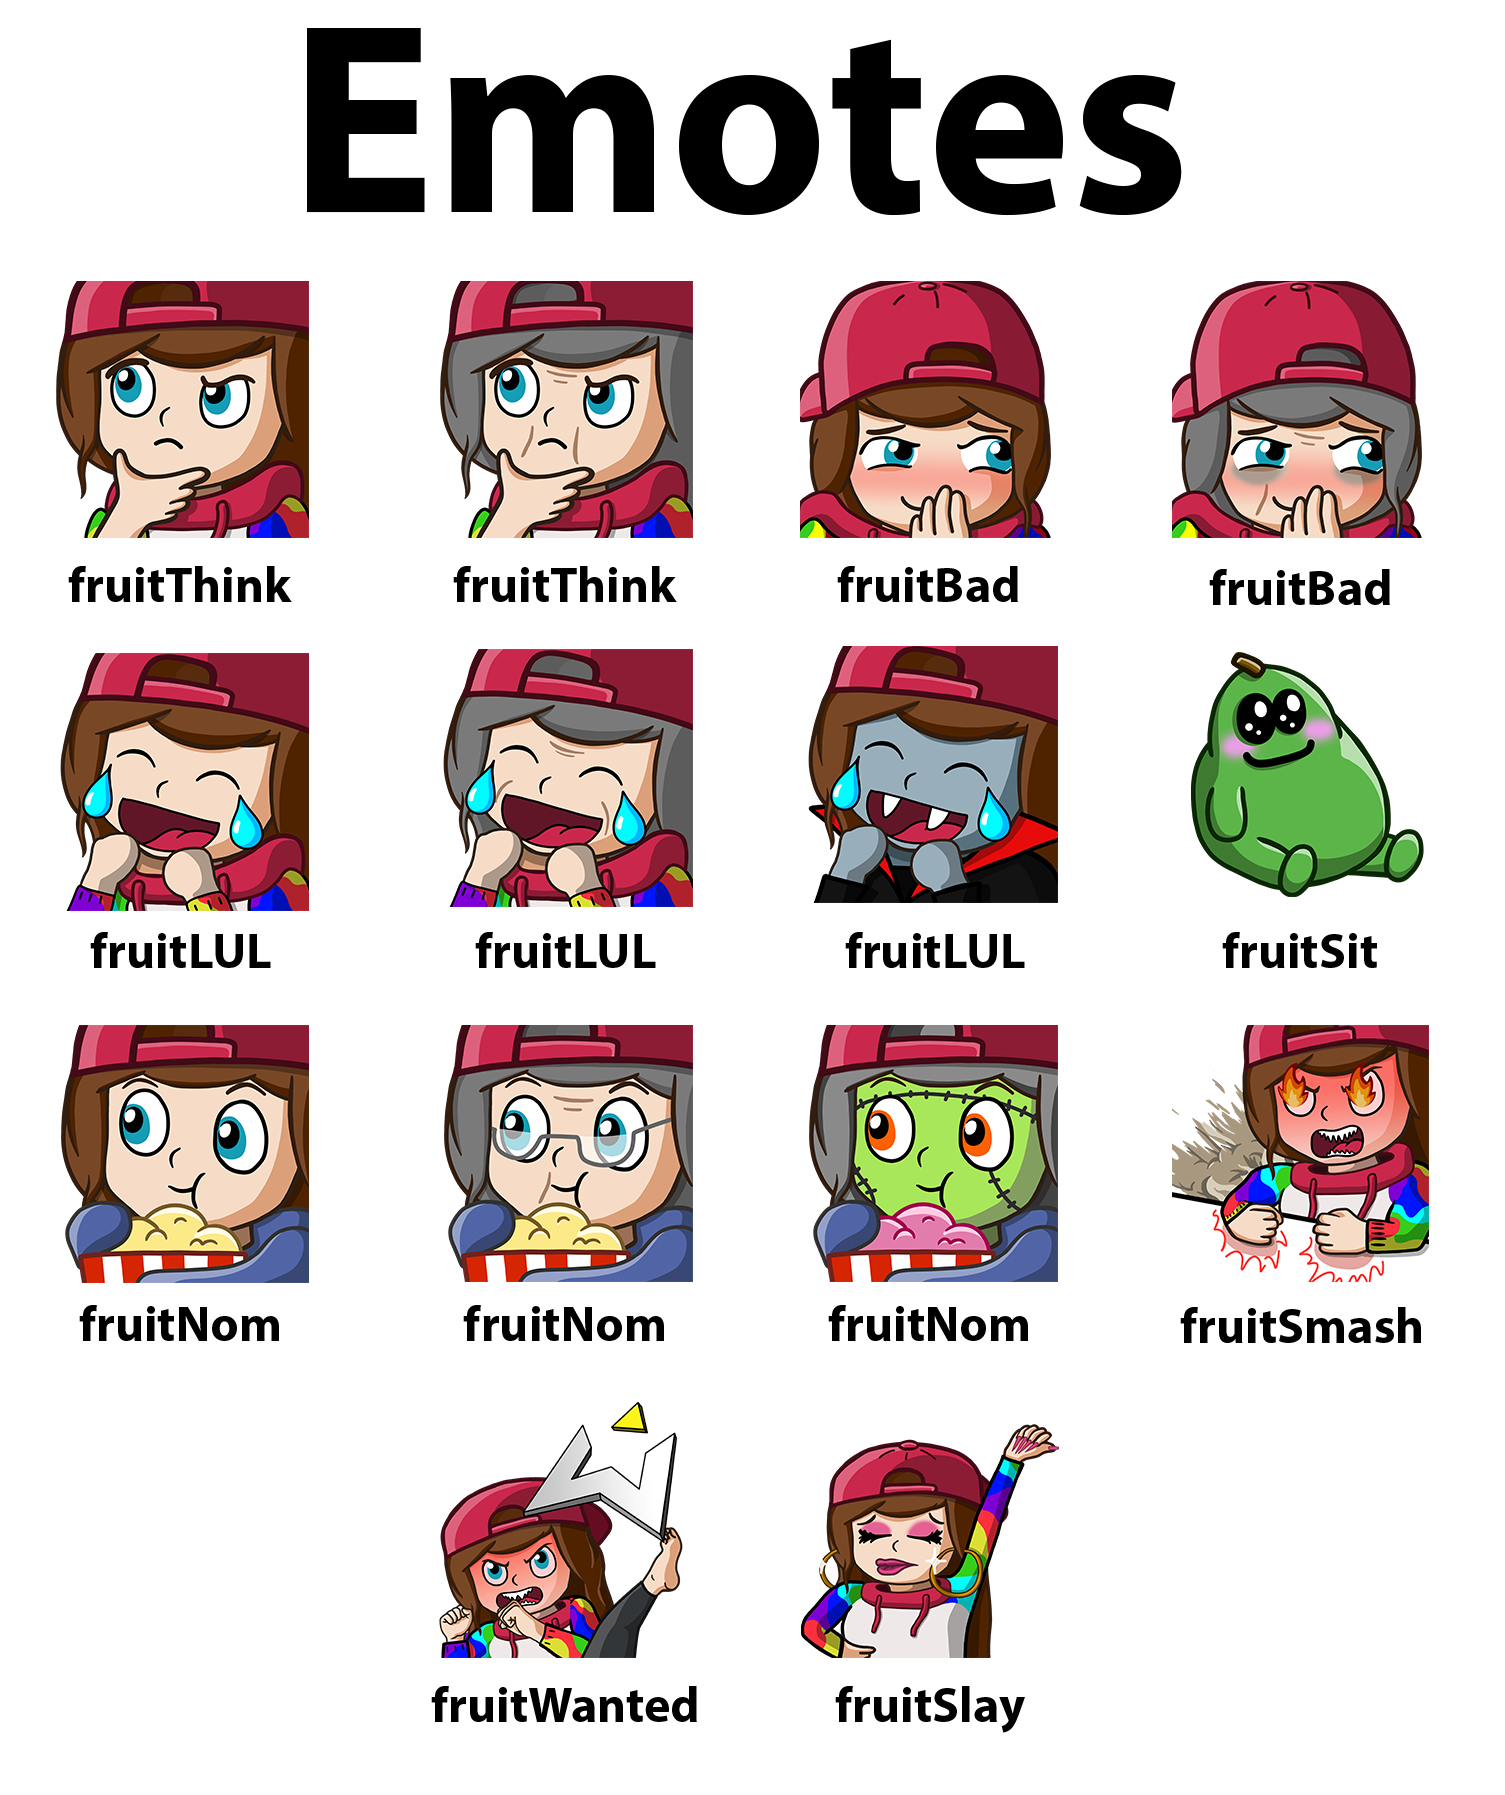 Emotes
fruitThink
fruitThink
fruitBad
fruitBad
fruitLUL
fruitLUL
fruitLUL
fruitSit
fruitNom
fruitNom
fruitNom
fruitSmash
fruitWanted
fruitSlay